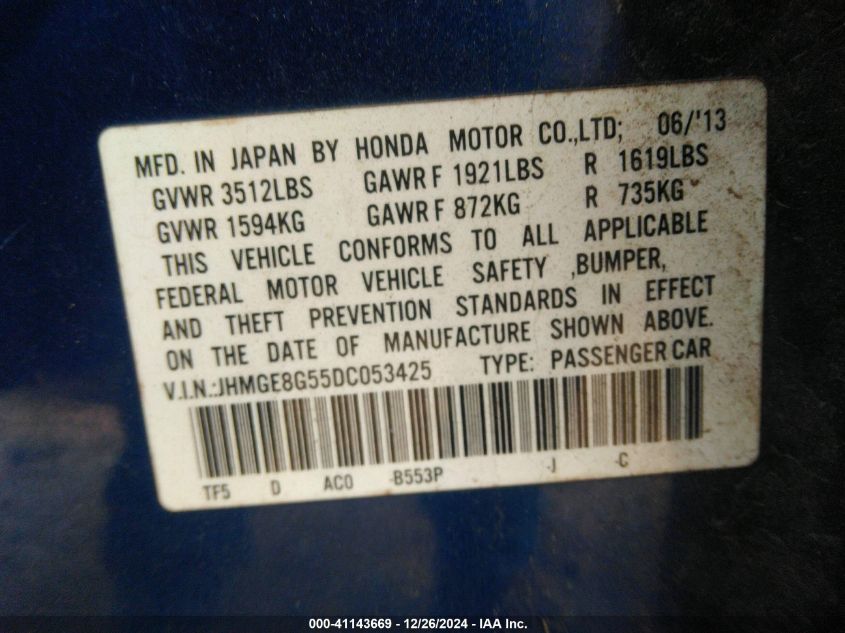 MFD. IN JAPAN BY HONDA MOTOR CO.,LTD; 06/'13
GVWR 3512LBS GAWR F 1921LBS R 1619LBS
GVWR 1594KG GAWR F 872KG R 735KG
THIS VEHICLE CONFORMS TO ALL APPLICABLE
FEDERAL MOTOR VEHICLE SAFETY ,BUMPER,
AND THEFT PREVENTION STANDARDS IN EFFECT
ON THE DATE OF MANUFACTURE SHOWN ABOVE.
V.I.N.:JHMGE8G55DC053425 TYPE: PASSENGER CAR
TF5 D AC0 -B553P -J -C
000-41143669 - 12/26/2024 - IAA Inc.